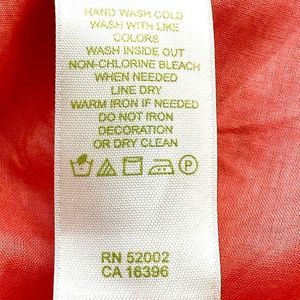 HAND WASH COLD
WASH WITH LIKE
COLORS
WASH INSIDE OUT
NON-CHLORINE BLEACH
WHEN NEEDED
LINE DRY
WARM IRON IF NEEDED
DO NOT IRON
DECORATION
OR DRY CLEAN
RN 52002
CA 16396